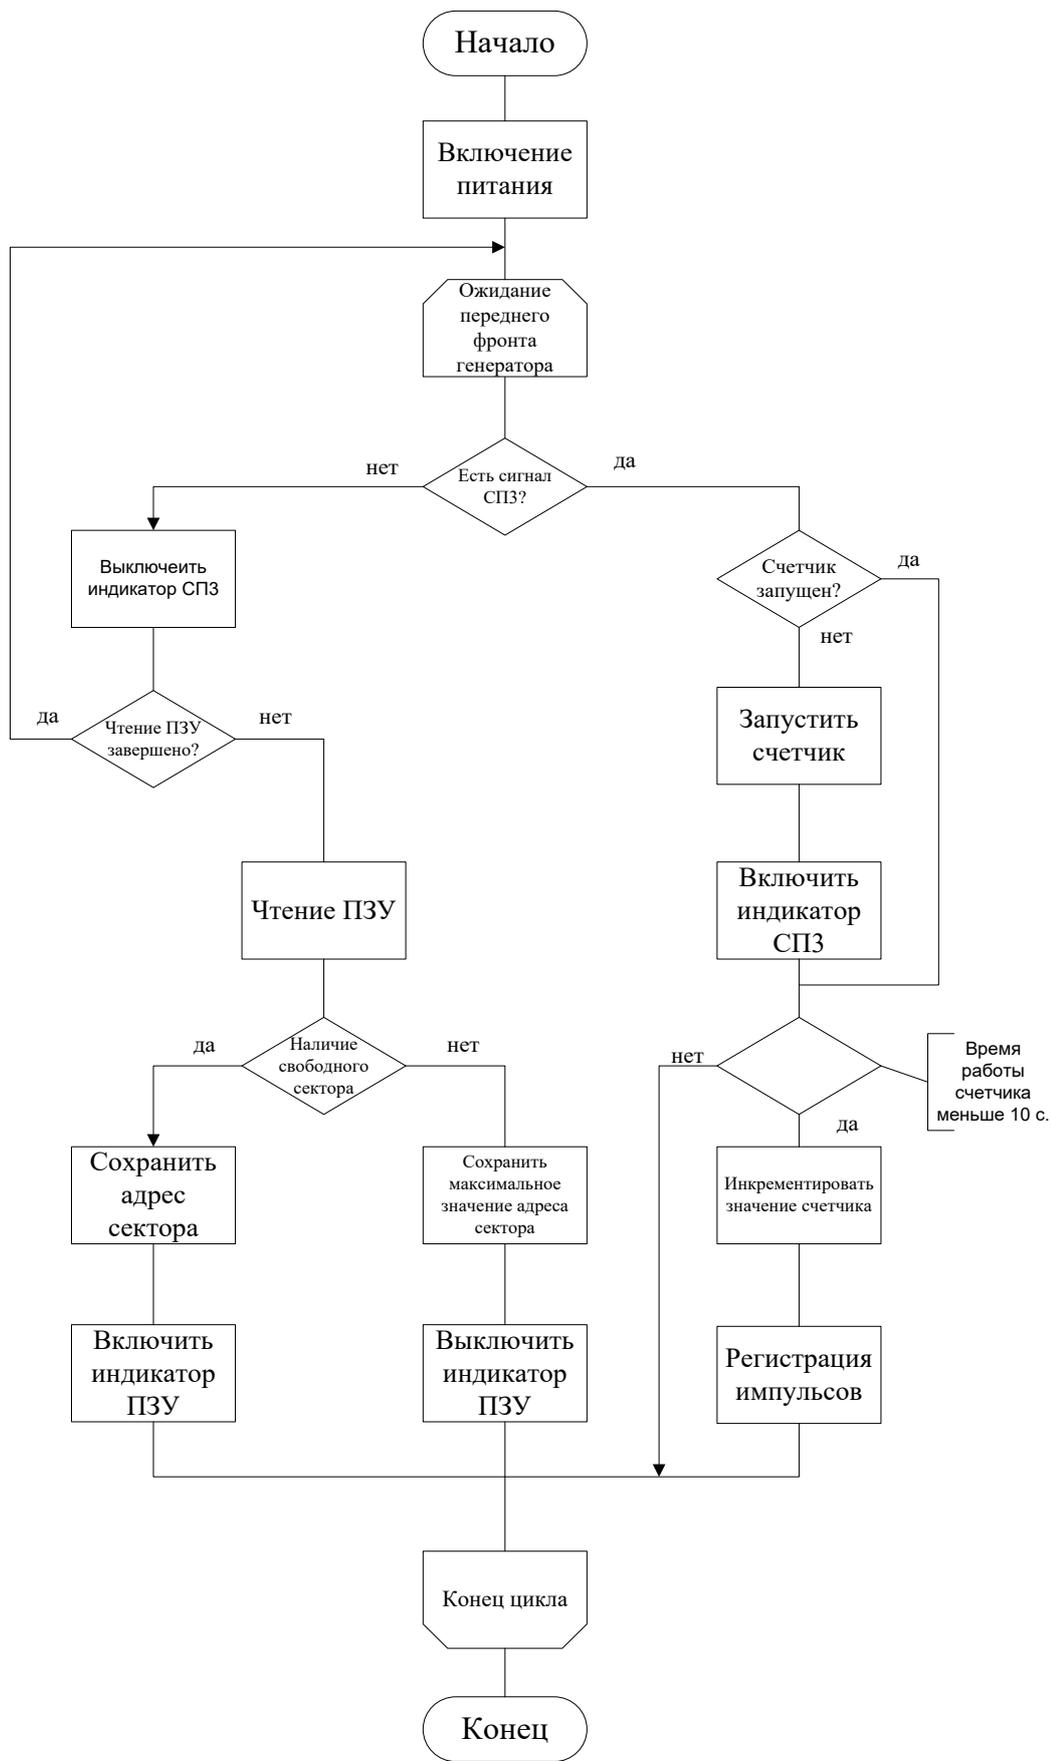 Начало
Включение
питания
Ожидание
переднего
фронта
генератора
нет
да
Есть сигнал
СП3?
Выключеить
индикатор СП3
Счетчик
запущен?
да
нет
да
Чтение ПЗУ
завершено?
нет
Запустить
счетчик
Чтение ПЗУ
Включить
индикатор
СП3
да
Наличие
свободного
сектора
нет
нет
Время
работы
счетчика
меньше 10 с.
да
Сохранить
адрес
сектора
Сохранить
максимальное
значение адреса
сектора
Инкрементировать
значение счетчика
Включить
индикатор
ПЗУ
Выключить
индикатор
ПЗУ
Регистрация
импульсов
Конец цикла
Конец